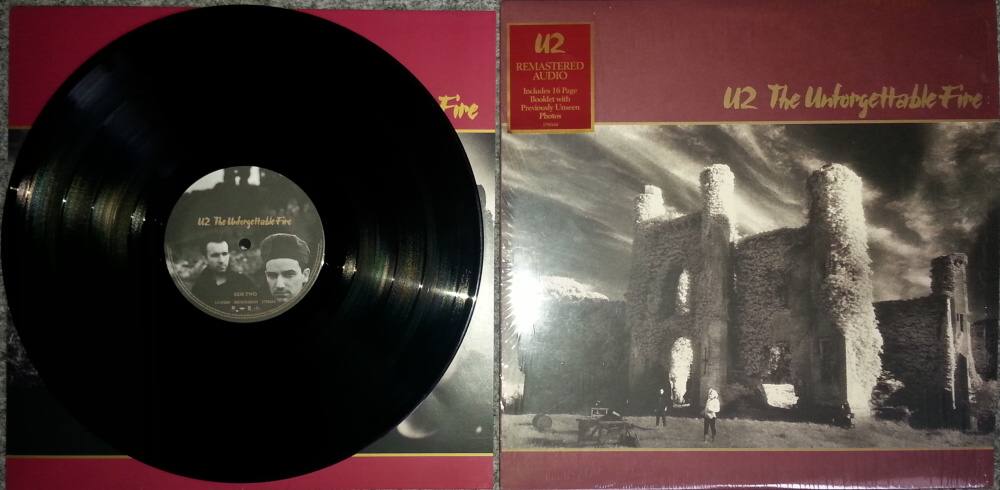 Fire
U2 The Unforgettable Fire
SIDE TWO
U2
REMASTERED
AUDIO
Includes 16 Page
Booklet with
Previously Unseen
Photos
U2 The Unforgettable Fire